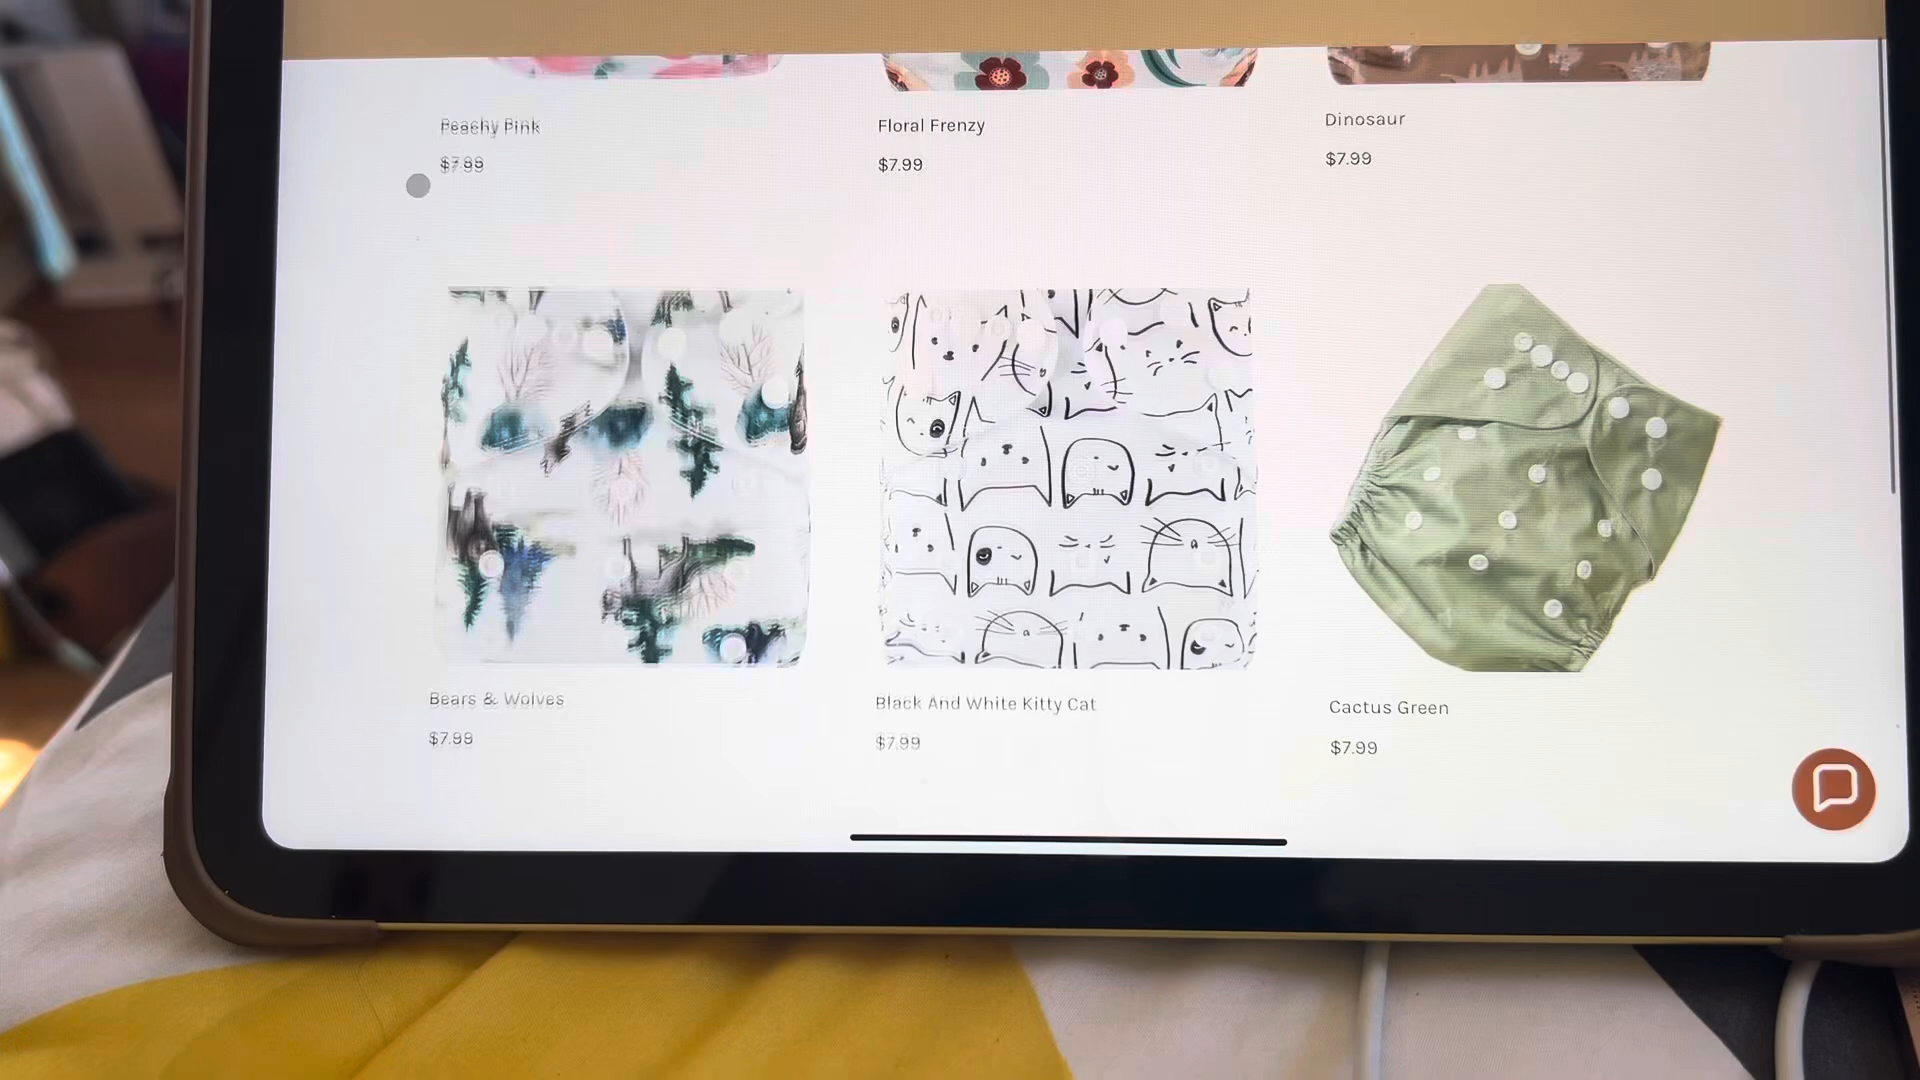 Peachy Pink
$7.99
Floral Frenzy
$7.99
Dinosaur
$7.99
Bears & Wolves
$7.99
Black And White Kitty Cat
$7.99
Cactus Green
$7.99